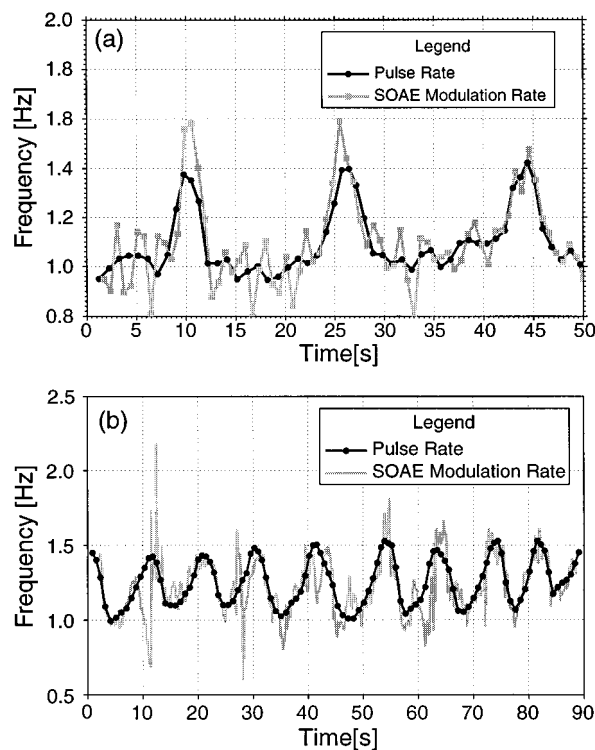 (a)
Legend
Pulse Rate
SOAE Modulation Rate
Frequency [Hz]
2.0
1.8
1.4
1.2
1.0
0.8
0 5 10 15 20 25 30 35 40 45 50
Time[s]
(b)
Legend
Pulse Rate
SOAE Modulation Rate
Frequency [Hz]
2.5
2.0
1.5
1.0
0.5
0 10 20 30 40 50 60 70 80 90
Time[s]